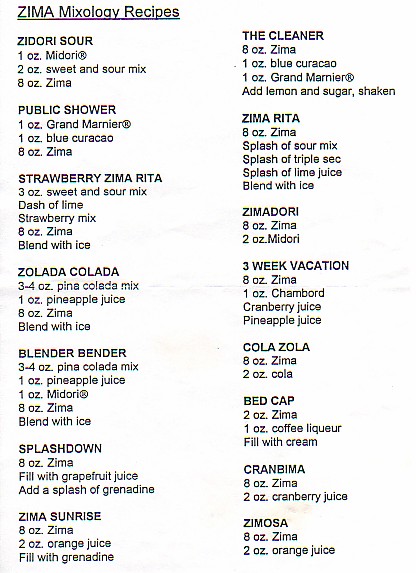 ZIMA Mixology Recipes
ZIDORI SOUR
1 oz. Midori®
2 oz. sweet and sour mix
8 oz. Zima
PUBLIC SHOWER
1 oz. Grand Marnier®
1 oz. blue curacao
8 oz. Zima
STRAWBERRY ZIMA RITA
3 oz. sweet and sour mix
Dash of lime
Strawberry mix
8 oz. Zima
Blend with ice
ZOLADA COLADA
3-4 oz. pina colada mix
1 oz. pineapple juice
8 oz. Zima
Blend with ice
BLENDER BENDER
3-4 oz. pina colada mix
1 oz. pineapple juice
1 oz. Midori®
8 oz. Zima
Blend with ice
SPLASHDOWN
8 oz. Zima
Fill with grapefruit juice
Add a splash of grenadine
ZIMA SUNRISE
8 oz. Zima
2 oz. orange juice
Fill with grenadine
THE CLEANER
8 oz. Zima
1 oz. blue curacao
1 oz. Grand Marnier®
Add lemon and sugar, shaken
ZIMA RITA
8 oz. Zima
Splash of sour mix
Splash of triple sec
Splash of lime juice
Blend with ice
ZIMADORI
8 oz. Zima
2 oz.Midori
3 WEEK VACATION
8 oz. Zima
1 oz. Chambord
Cranberry juice
Pineapple juice
COLA ZOLA
8 oz. Zima
2 oz. cola
BED CAP
2 oz. Zima
1 oz. coffee liqueur
Fill with cream
CRANBIMA
8 oz. Zima
2 oz. cranberry juice
ZIMOSA
8 oz. Zima
2 oz. orange juice